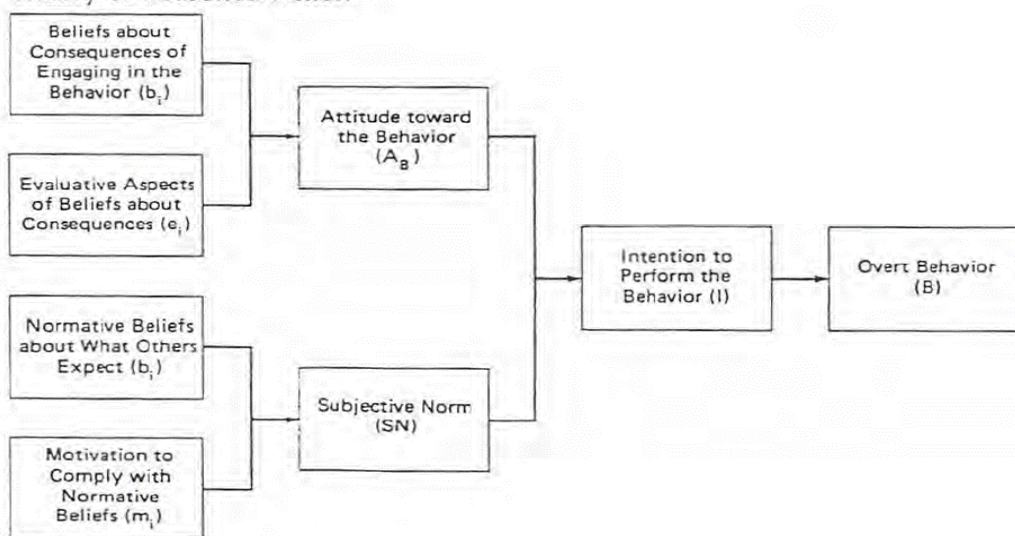 Beliefs about
Consequences of
Engaging in the
Behavior (bi)
Evaluative Aspects
of Beliefs about
Consequences (ei)
Attitude toward
the Behavior
(AB)
Normative Beliefs
about What Others
Expect (bi)
Motivation to
Comply with
Normative
Beliefs (mi)
Subjective Norm
(SN)
Intention to
Perform the
Behavior (I)
Overt Behavior
(B)